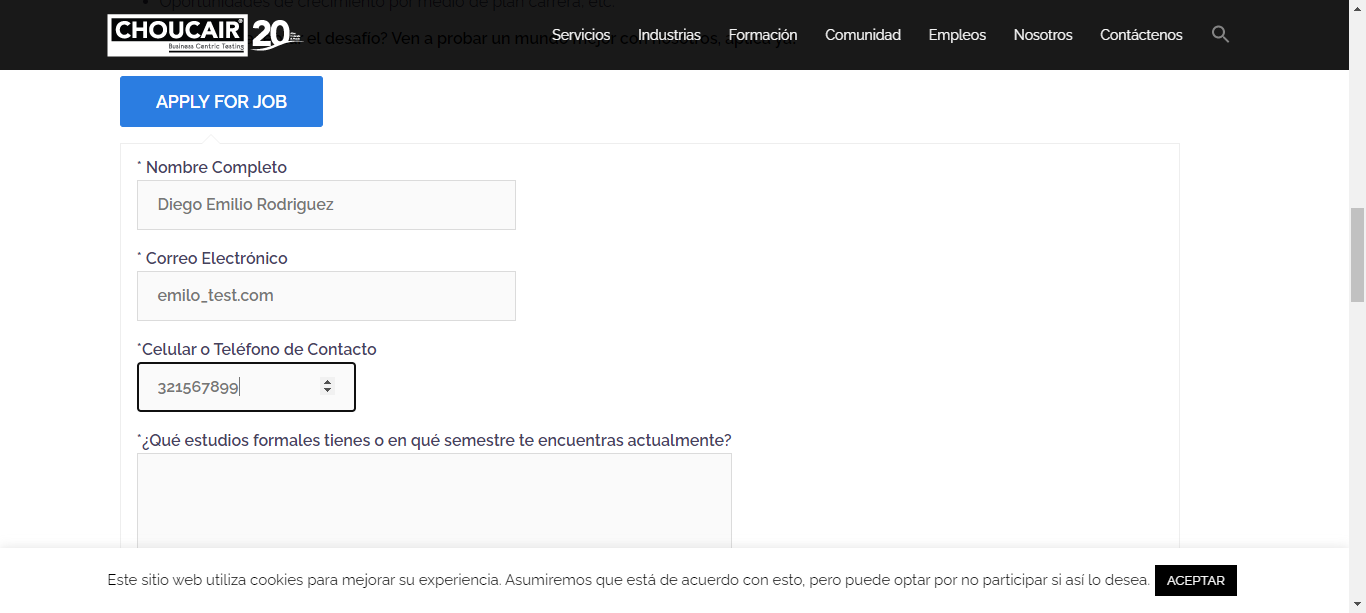 Oportunidades de crecimiento por medio de plan carrera, etc.
CHOUCAIR
Business Centric Testing
20
el desafío? Ven a probar un mundo mejor con nosotros, aplica ya!
Servicios Industrias Formación Comunidad Empleos Nosotros Contáctenos
APPLY FOR JOB
* Nombre Completo
Diego Emilio Rodriguez
* Correo Electrónico
emilo_test.com
*Celular o Teléfono de Contacto
321567899
*¿Qué estudios formales tienes o en qué semestre te encuentras actualmente?
Este sitio web utiliza cookies para mejorar su experiencia. Asumiremos que está de acuerdo con esto, pero puede optar por no participar si así lo desea. ACEPTAR